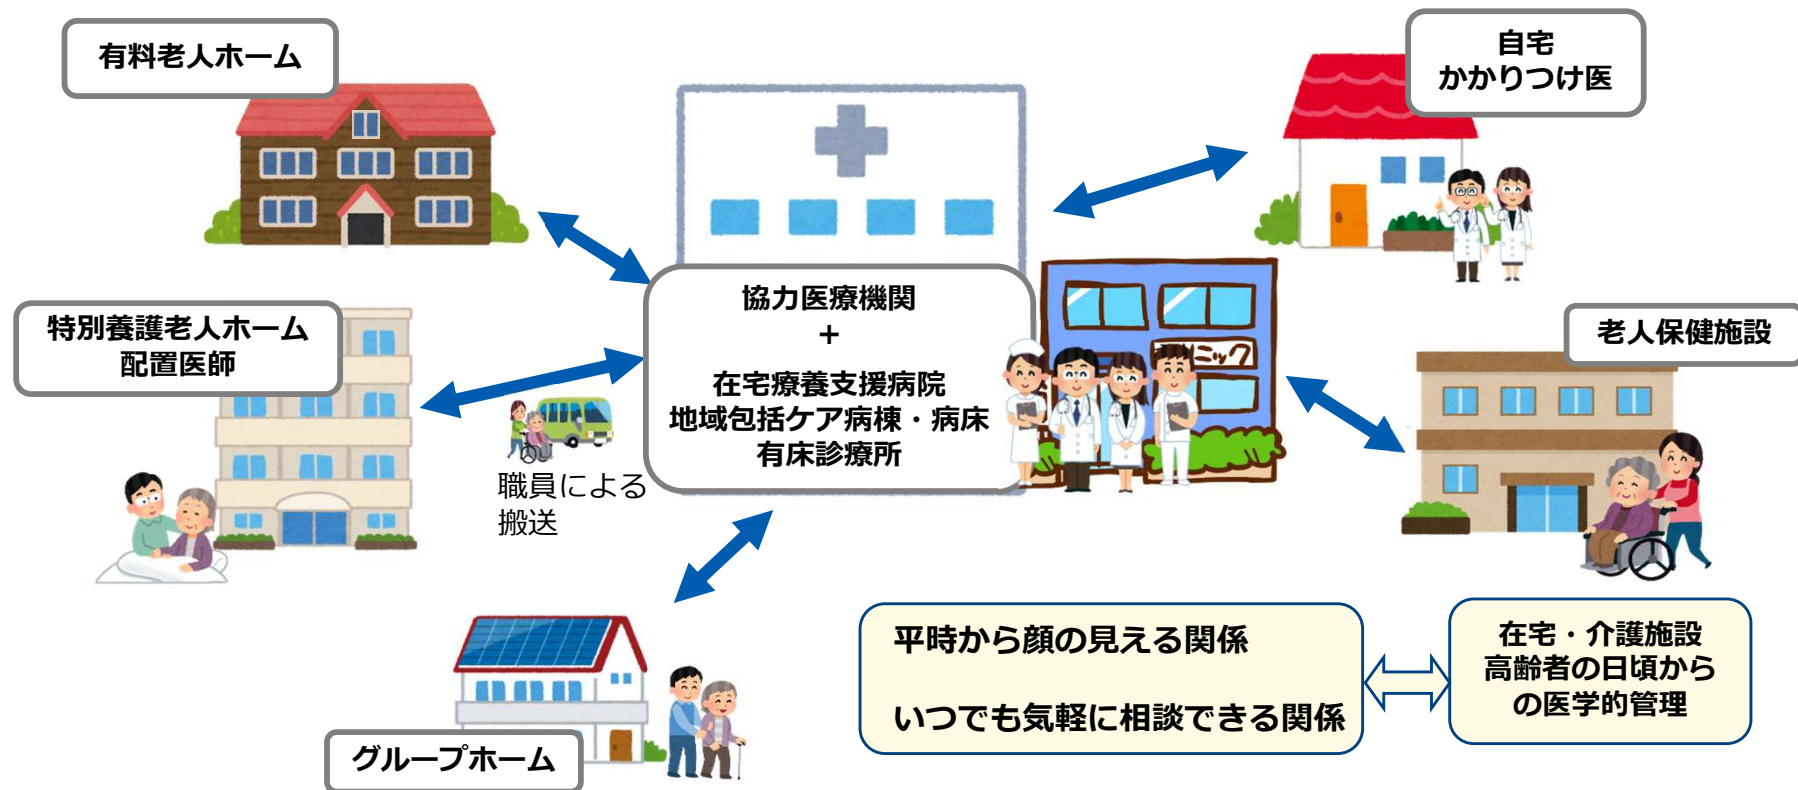 有料老人ホーム
自宅
かかりつけ医
協力医療機関
+
在宅療養支援病院
地域包括ケア病棟・病床
有床診療所
特別養護老人ホーム
配置医師
老人保健施設
職員による
搬送
グループホーム
平時から顔の見える関係
いつでも気軽に相談できる関係
在宅・介護施設
高齢者の日頃から
の医学的管理